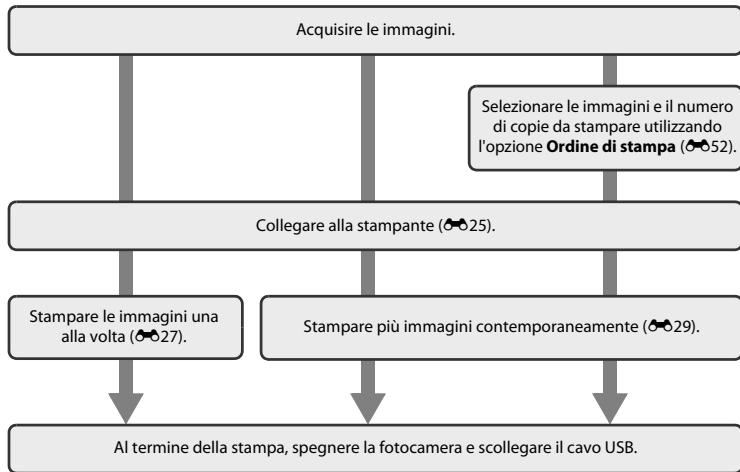 Acquisire le immagini.
Selezionare le immagini e il numero
di copie da stampare utilizzando
l'opzione Ordine di stampa (52).
Collegare alla stampante (25).
Stampare le immagini una
alla volta (27).
Stampare più immagini contemporaneamente (29).
Al termine della stampa, spegnere la fotocamera e scollegare il cavo USB.